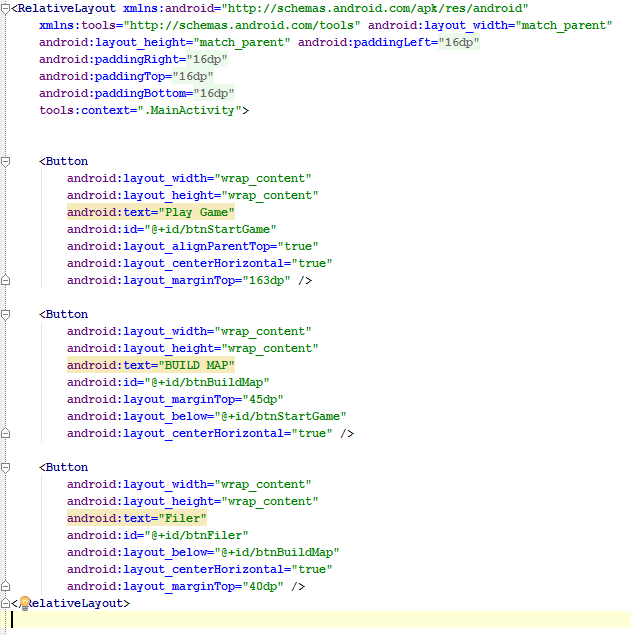 <RelativeLayout xmlns:android="http://schemas.android.com/apk/res/android"
    xmlns:tools="http://schemas.android.com/tools" android:layout_width="match_parent"
    android:layout_height="match_parent" android:paddingLeft="16dp"
    android:paddingRight="16dp"
    android:paddingTop="16dp"
    android:paddingBottom="16dp"
    tools:context=".MainActivity">

    <Button
        android:layout_width="wrap_content"
        android:layout_height="wrap_content"
        android:text="Play Game"
        android:id="@+id/btnStartGame"
        android:layout_alignParentTop="true"
        android:layout_centerHorizontal="true"
        android:layout_marginTop="163dp" />

    <Button
        android:layout_width="wrap_content"
        android:layout_height="wrap_content"
        android:text="BUILD MAP"
        android:id="@+id/btnBuildMap"
        android:layout_marginTop="45dp"
        android:layout_below="@+id/btnStartGame"
        android:layout_centerHorizontal="true" />

    <Button
        android:layout_width="wrap_content"
        android:layout_height="wrap_content"
        android:text="Filer"
        android:id="@+id/btnFiler"
        android:layout_below="@+id/btnBuildMap"
        android:layout_centerHorizontal="true"
        android:layout_marginTop="40dp" />
</RelativeLayout>